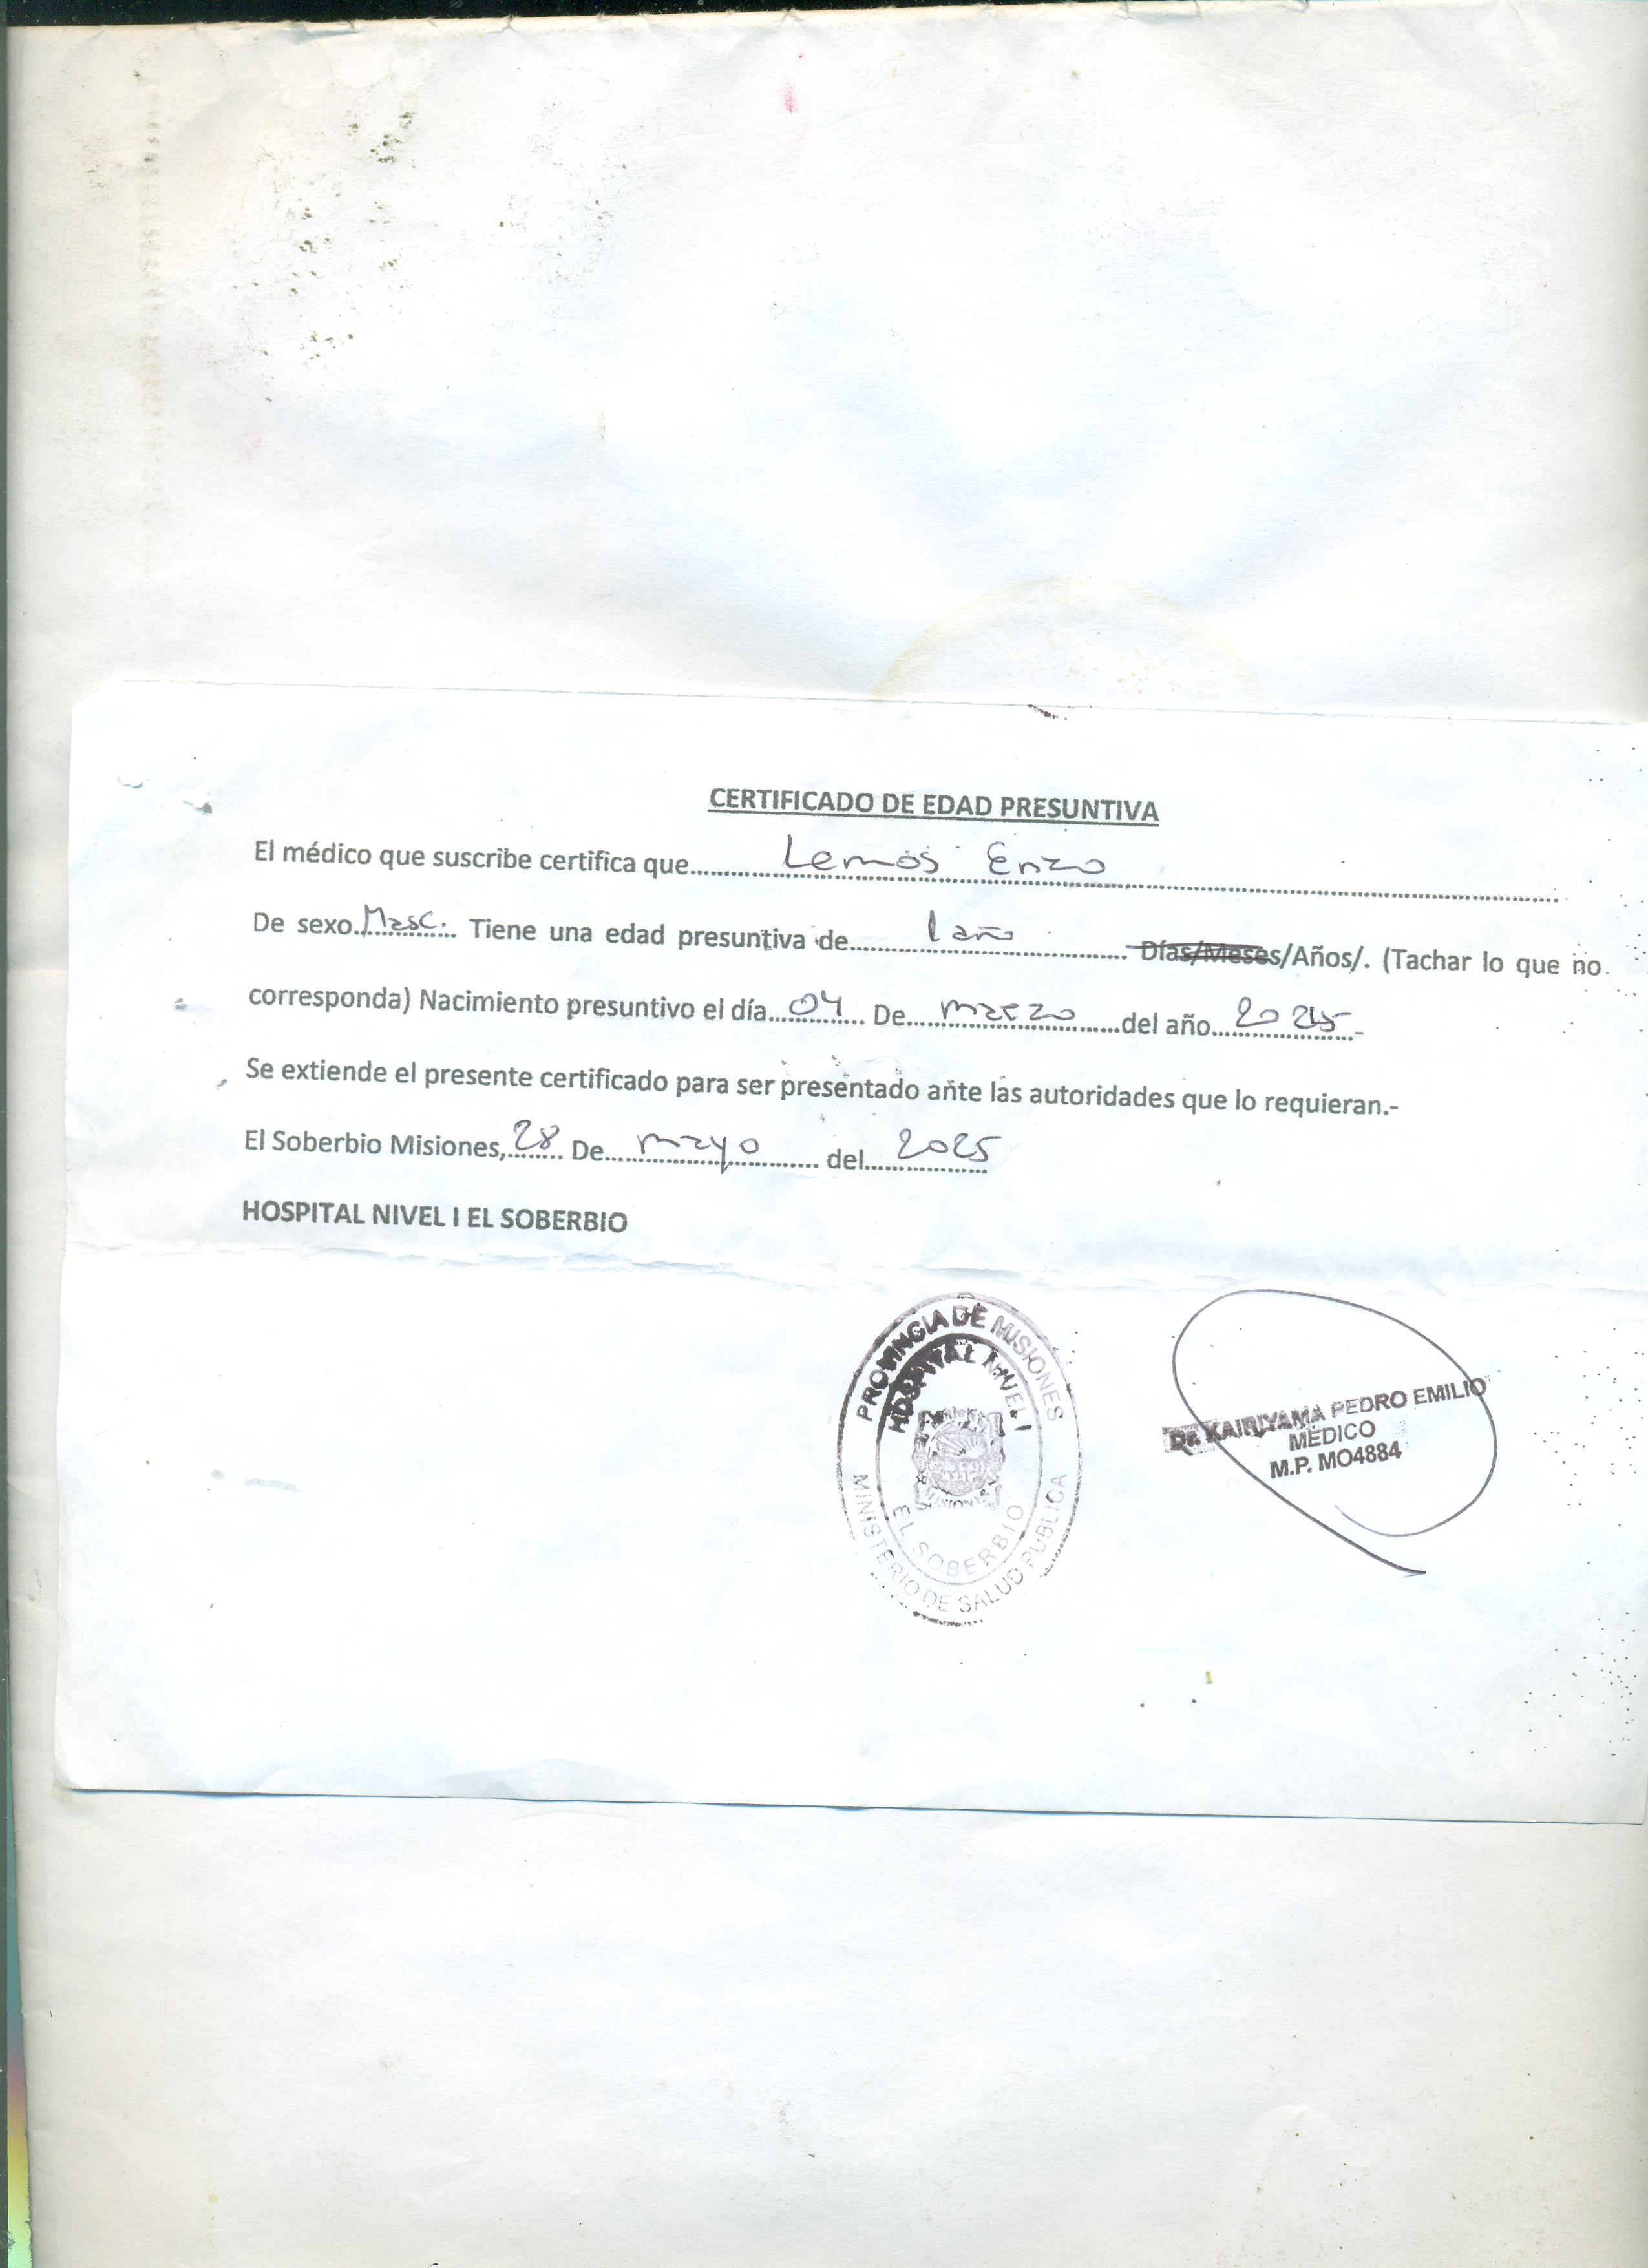 CERTIFICADO DE EDAD PRESUNTIVA
El médico que suscribe certifica que Lemos Enzo
De sexo Masc. Tiene una edad presuntiva de 1 año Días/Meses/Años/. (Tachar lo que no
corresponda) Nacimiento presuntivo el día 04 De marzo del año
Se extiende el presente certificado para ser presentado ante las autoridades que lo requieran.-
El Soberbio Misiones, 28 De mayo del 2025
HOSPITAL NIVEL I EL SOBERBIO
PROVINCIA DE MISIONES
HOSPITAL NIVEL I
MISIONES
EL SOBERBIO
MINISTERIO DE SALUD PUBLICA
Dr. KAIRIYAMA PEDRO EMILIO
MEDICO
M.P. MO4884